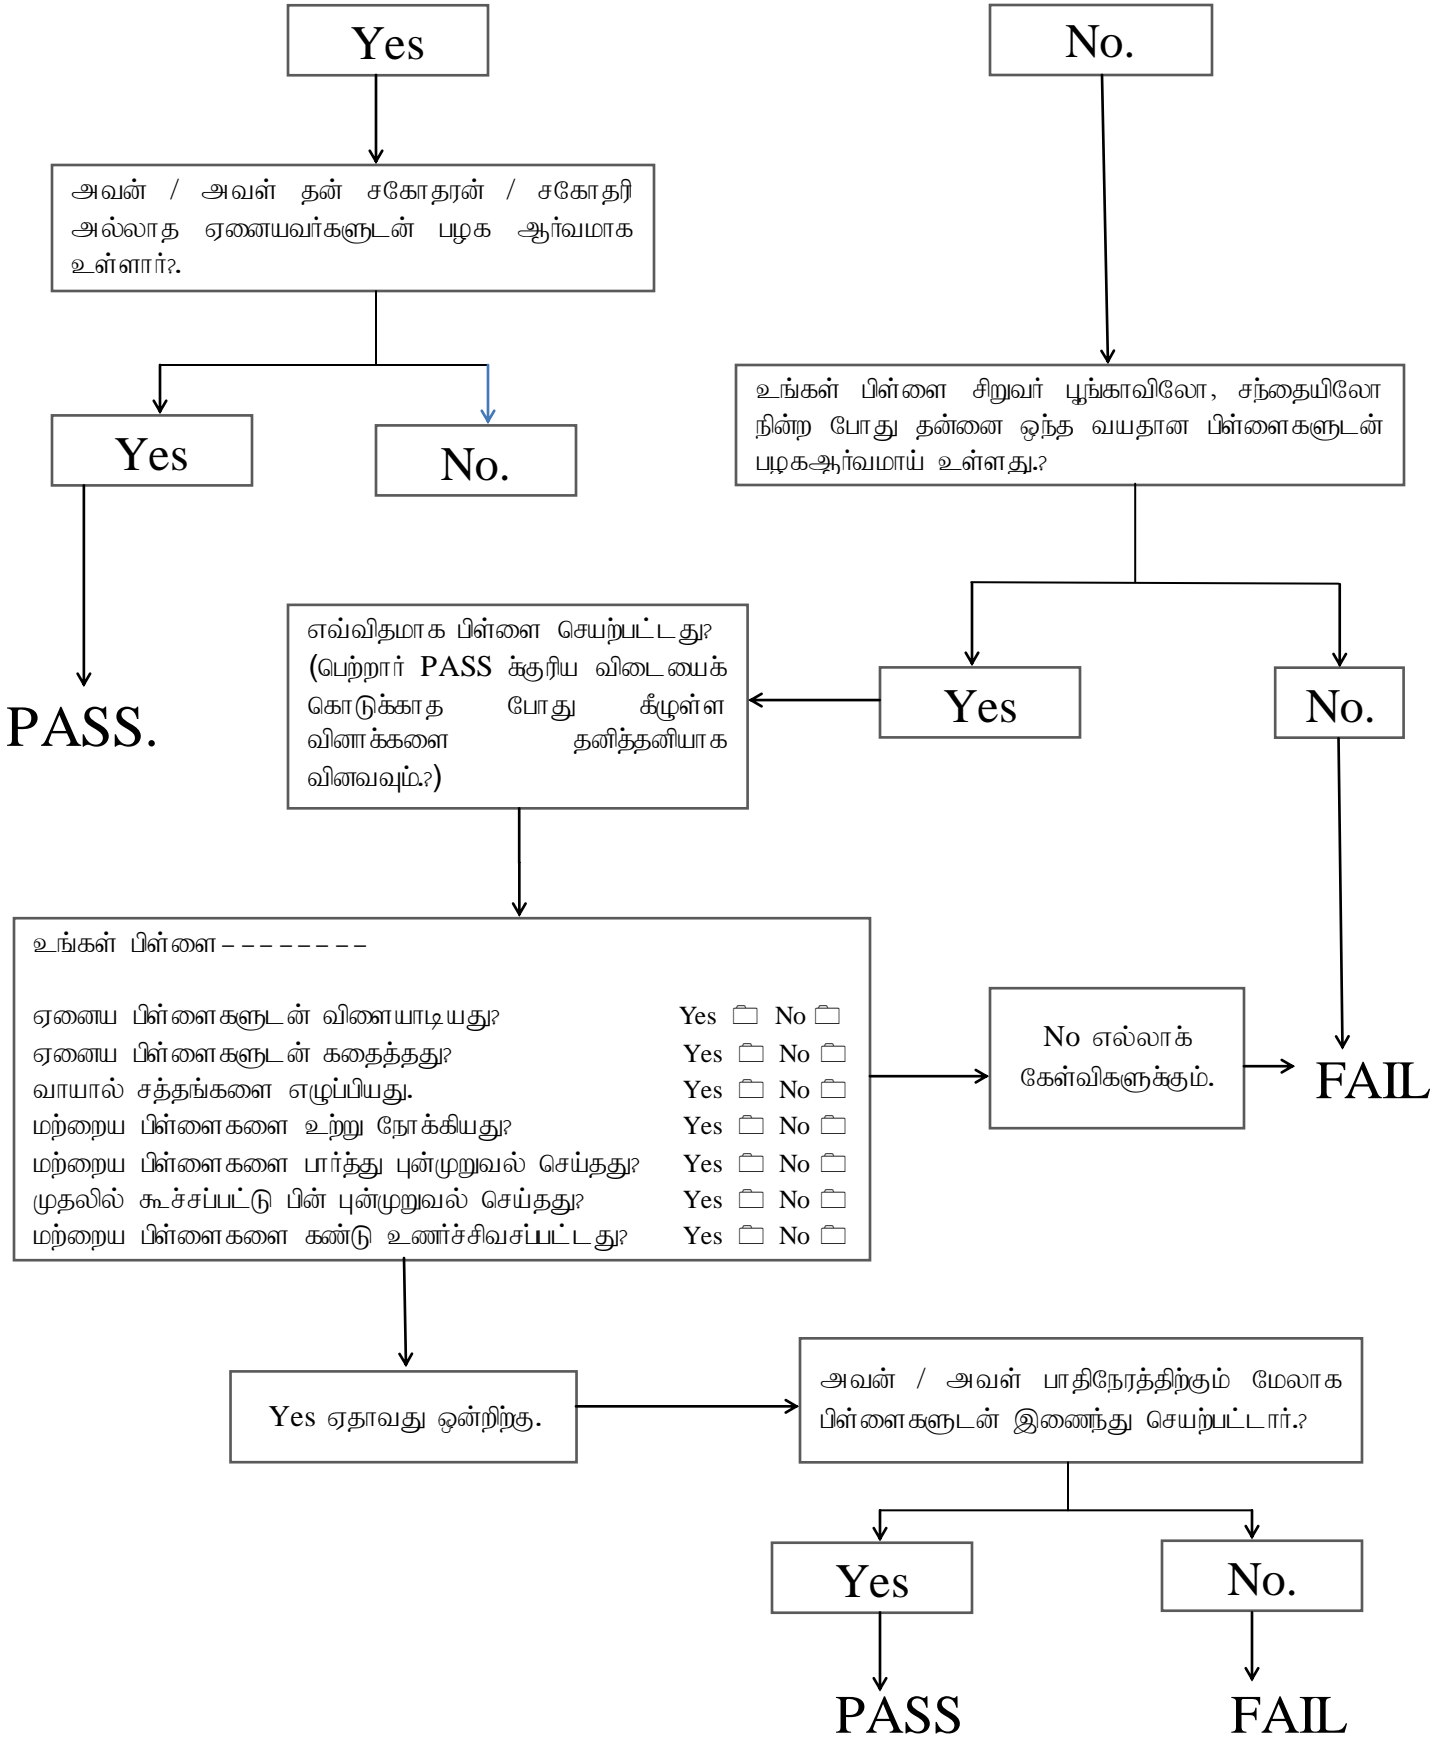 Yes
No.
அவன் / அவள் தன் சகோதரன் / சகோதரி
அல்லாத ஏனையவர்களுடன் பழக ஆர்வமாக
உள்ளார்?.
உங்கள் பிள்ளை சிறுவர் பூங்காவிலோ, சந்தையிலோ
நின்ற போது தன்னை ஒந்த வயதான பிள்ளைகளுடன்
பழகஆர்வமாய் உள்ளது.?
Yes
No.
எவ்விதமாக பிள்ளை செயற்பட்டது?
(பெற்றார் PASS க்குரிய விடையைக்
கொடுக்காத போது கீழுள்ள
வினாக்களை தனித்தனியாக
வினவவும்.?)
Yes
No.
PASS.
உங்கள் பிள்ளை--------
ஏனைய பிள்ளைகளுடன் விளையாடியது? Yes No
ஏனைய பிள்ளைகளுடன் கதைத்தது? Yes No
வாயால் சத்தங்களை எழுப்பியது. Yes No
மற்றைய பிள்ளைகளை உற்று நோக்கியது? Yes No
மற்றைய பிள்ளைகளை பார்த்து புன்முறுவல் செய்தது? Yes No
முதலில் கூச்சப்பட்டு பின் புன்முறுவல் செய்தது? Yes No
மற்றைய பிள்ளைகளை கண்டு உணர்ச்சிவசப்பட்டது? Yes No
No எல்லாக்
கேள்விகளுக்கும்.
FAIL
Yes ஏதாவது ஒன்றிற்கு.
அவன் / அவள் பாதிநேரத்திற்கும் மேலாக
பிள்ளைகளுடன் இணைந்து செயற்பட்டார்.?
Yes
No.
PASS
FAIL